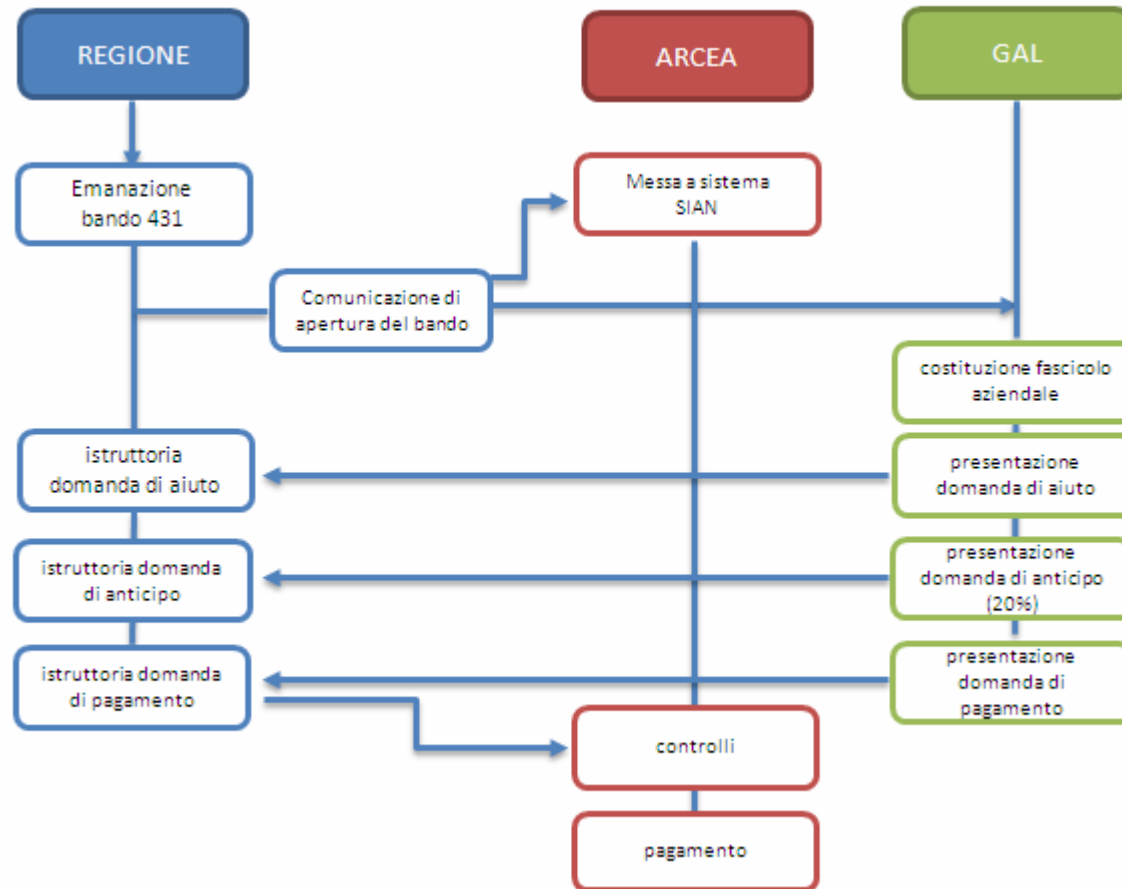 REGIONE
ARCEA
GAL
Emanazione
bando 431
Messa a sistema
SIAN
Comunicazione di
apertura del bando
costituzione fascicolo
aziendale
istruttoria
domanda di aiuto
presentazione
domanda di aiuto
istruttoria domanda
di anticipo
presentazione
domanda di anticipo
(20%)
istruttoria domanda
di pagamento
presentazione
domanda di
pagamento
controlli
pagamento